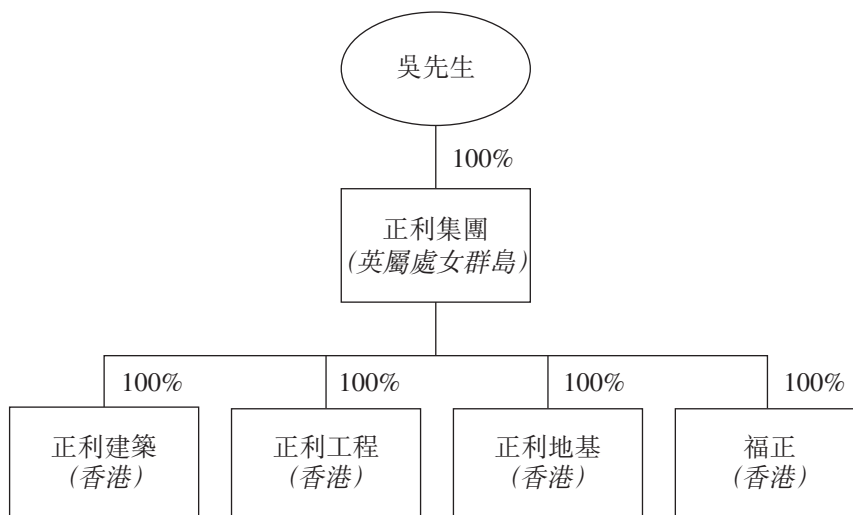 吳先生
100%
正利集團
(英屬處女群島)
100%
100%
100%
100%
正利建築
(香港)
正利工程
(香港)
正利地基
(香港)
福正
(香港)